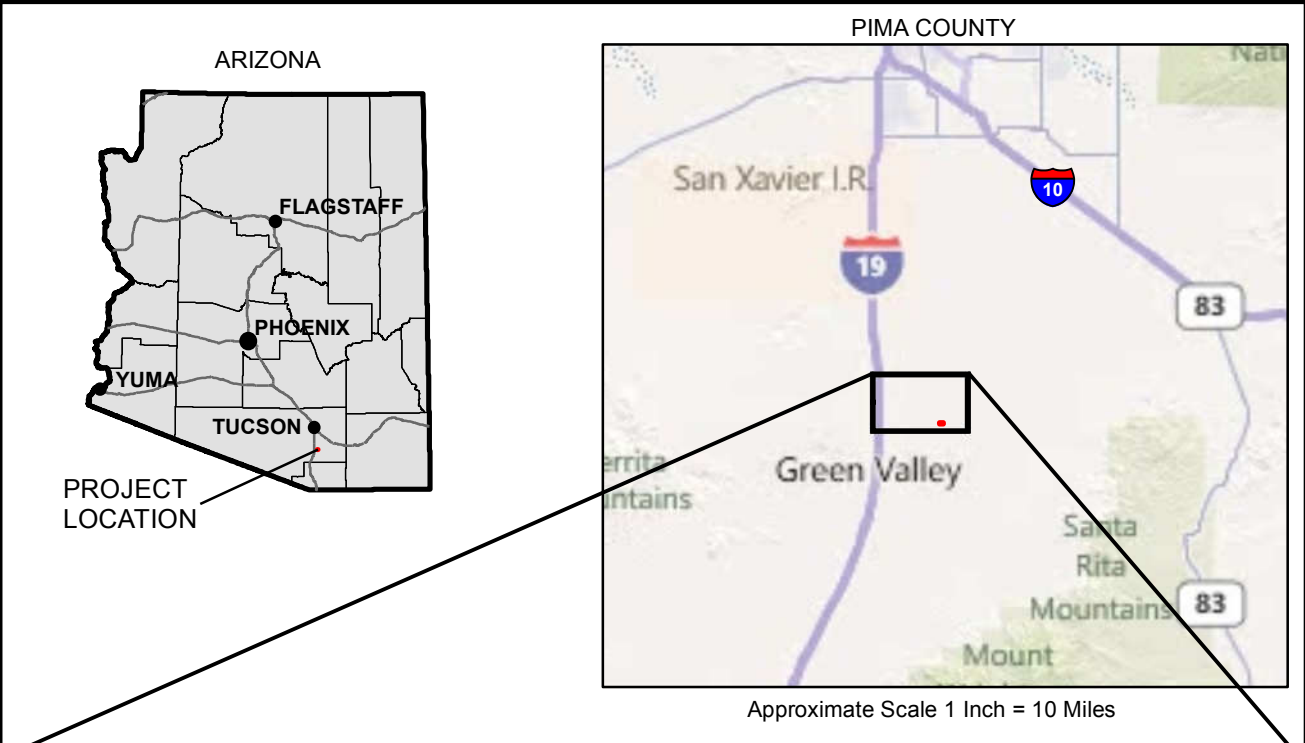 PIMA COUNTY
ARIZONA
FLAGSTAFF
PHOENIX
YUMA
TUCSON
PROJECT
LOCATION
San Xavier I.R.
10
19
83
Green Valley
Santa
Rita
Mountains
83
Mount
Approximate Scale 1 Inch = 10 Miles